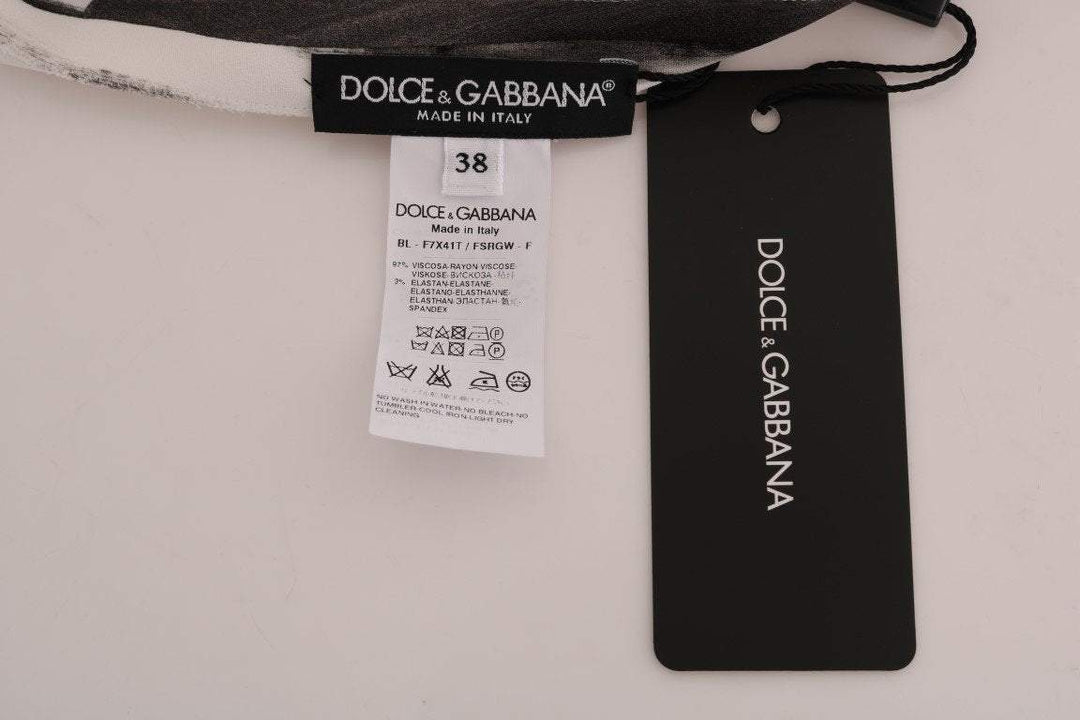 DOLCE & GABBANA®
MADE IN ITALY
38
DOLCE & GABBANA
Made in Italy
BL - F7X41T / FSRGW - F
97% VISCOSA-RAYON VISCOSE-
VISKOSE-ВИСКОЗА
3% ELASTAN-ELASTANE-
ELASTANO-ELASTHANNE-
ELASTHAN-ЭЛАСТАН-氨纶-
SPANDEX
P
P
NO WASH IN WATER-NO BLEACH-NO
TUMBLER-COOL IRON-LIGHT DRY
CLEANING
DOLCE & GABBANA